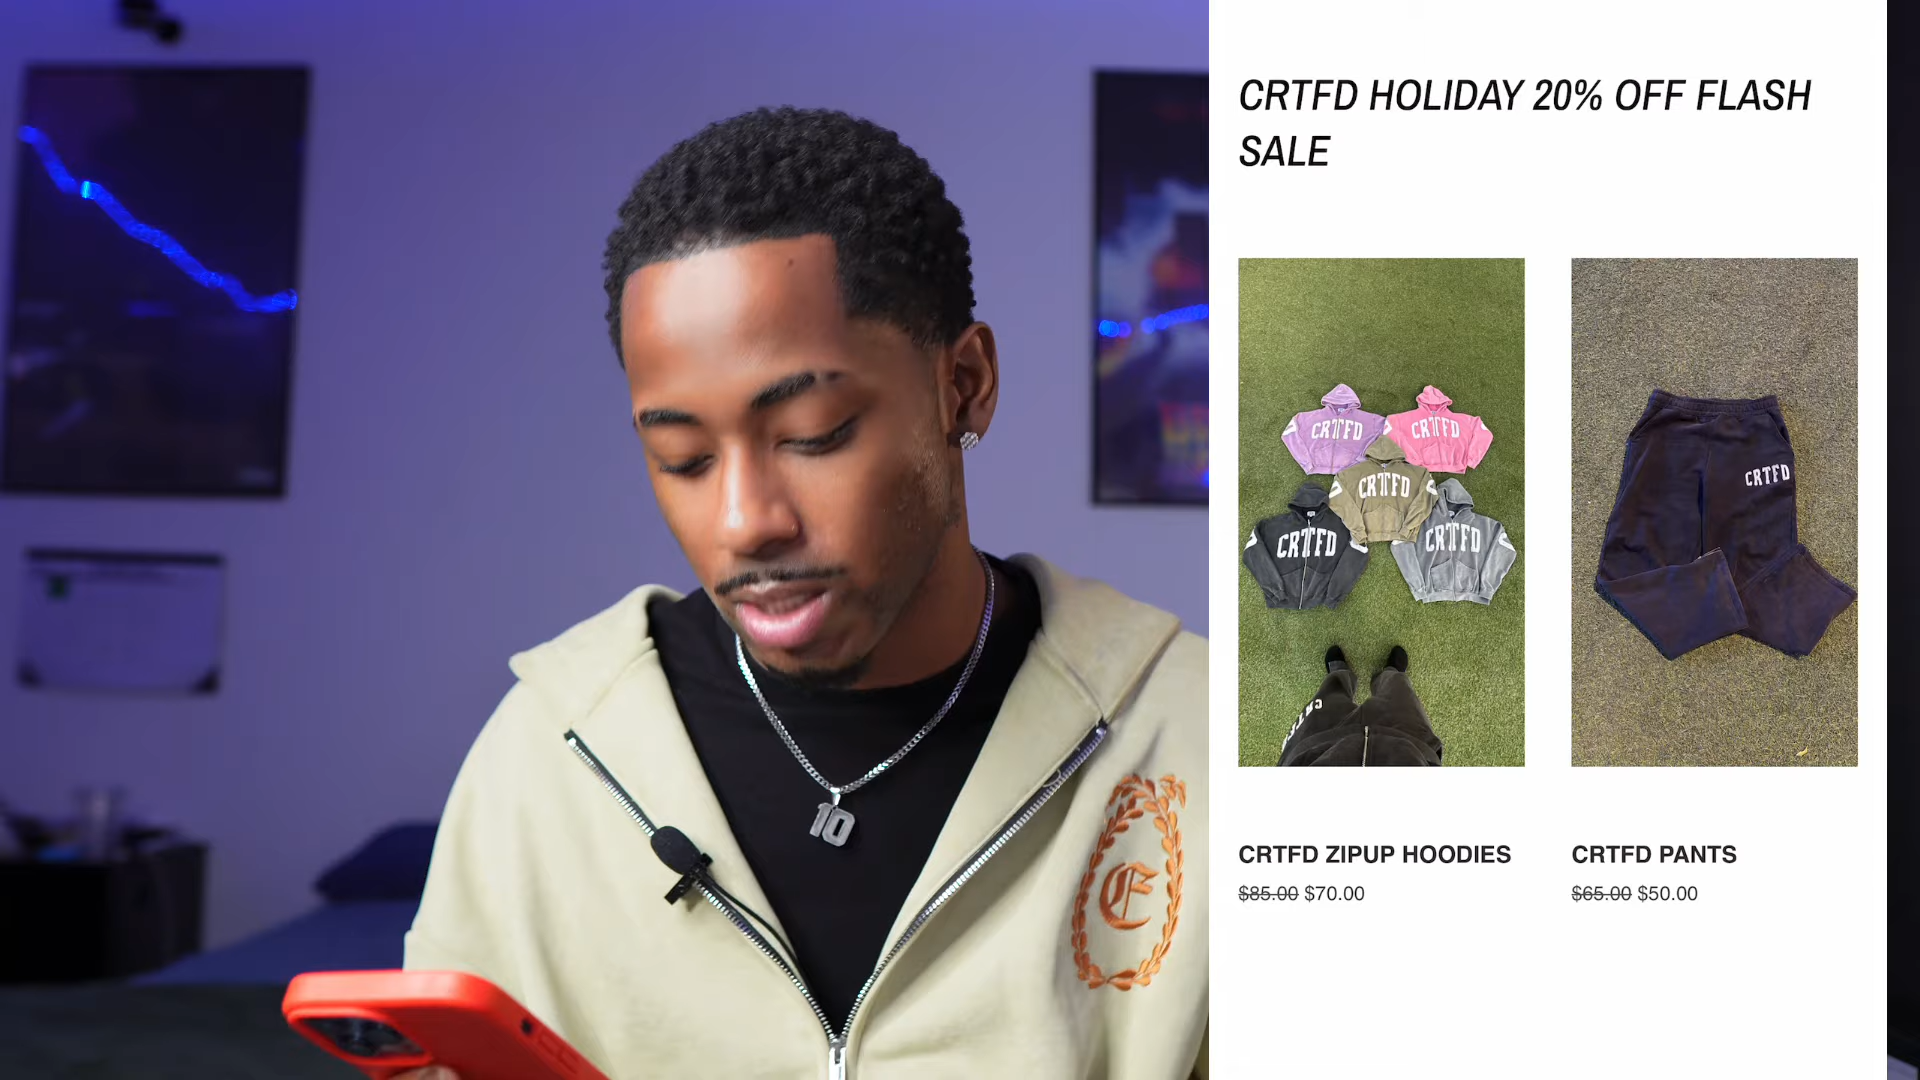 CRTFD HOLIDAY 20% OFF FLASH
SALE
CRTFD
CRTFD
CRTFD
CRTFD
CRTFD
CRTFD
CRTFD
10
E
CRTFD ZIPUP HOODIES
$85.00 $70.00
CRTFD PANTS
$65.00 $50.00